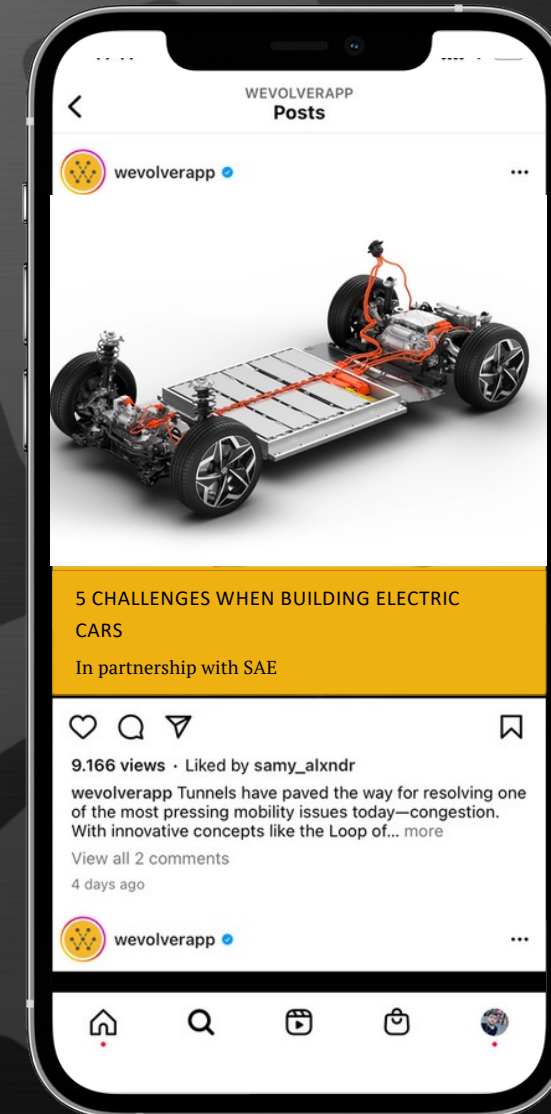 WEVOLVERAPP
Posts
wevolverapp
5 CHALLENGES WHEN BUILDING ELECTRIC
CARS
In partnership with SAE
9.166 views · Liked by samy_alxndr
wevolverapp Tunnels have paved the way for resolving one
of the most pressing mobility issues today—congestion.
With innovative concepts like the Loop of... more
View all 2 comments
4 days ago
wevolverapp